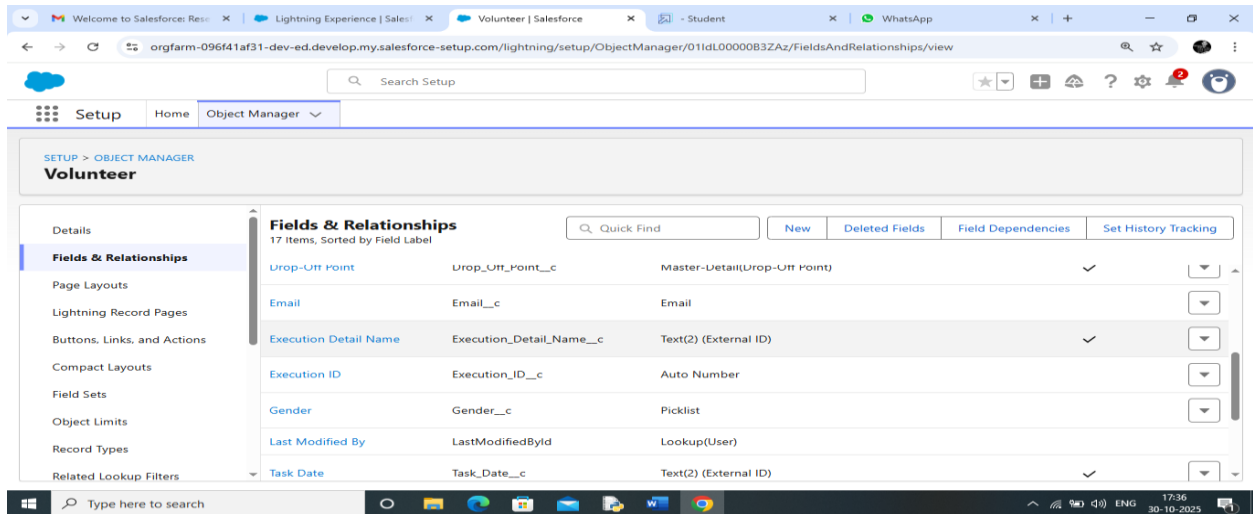 Welcome to Salesforce: Rese
Lightning Experience | Salesf
Volunteer | Salesforce
- Student
WhatsApp
orgfarm-096f41af31-dev-ed.develop.my.salesforce-setup.com/lightning/setup/ObjectManager/01IdL00000B3ZAz/FieldsAndRelationships/view
Search Setup
2
Setup Home Object Manager
SETUP > OBJECT MANAGER
Volunteer
Details
Fields & Relationships
Page Layouts
Lightning Record Pages
Buttons, Links, and Actions
Compact Layouts
Field Sets
Object Limits
Record Types
Related Lookup Filters
Fields & Relationships
17 Items, Sorted by Field Label
Quick Find
New
Deleted Fields
Field Dependencies
Set History Tracking
Drop-Off Point Drop_Off_Point__c Master-Detail(Drop-Off Point)
Email Email__c Email
Execution Detail Name Execution_Detail_Name__c Text(2) (External ID)
Execution ID Execution_ID__c Auto Number
Gender Gender__c Picklist
Last Modified By LastModifiedById Lookup(User)
Task Date Task_Date__c Text(2) (External ID)
Type here to search
ENG
17:36
30-10-2025